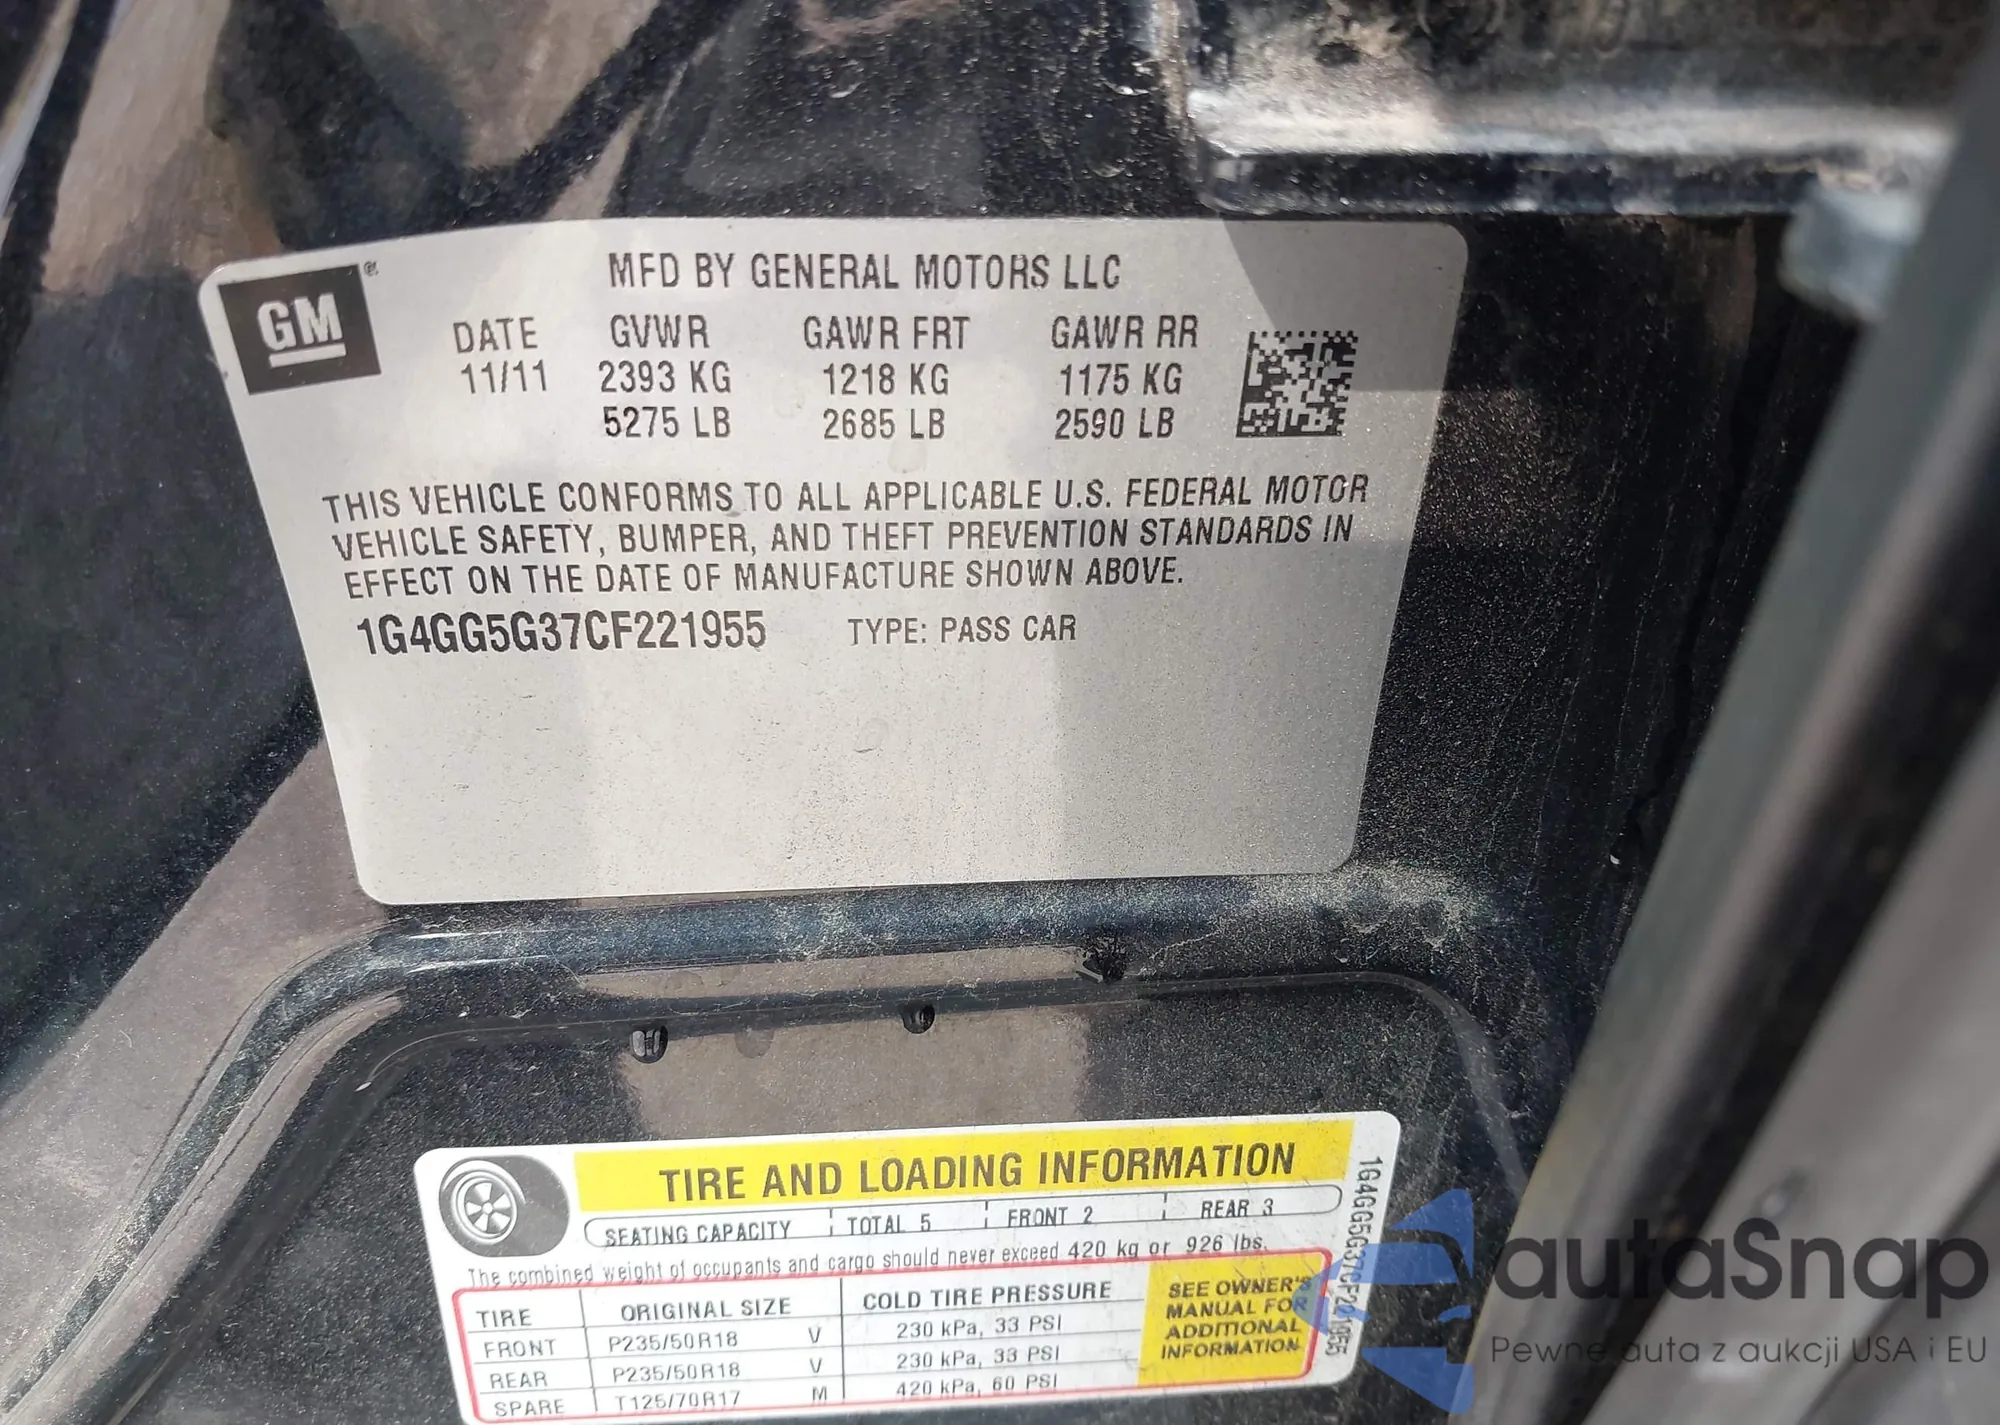 GM
MFD BY GENERAL MOTORS LLC
DATE GVWR GAWR FRT GAWR RR
11/11 2393 KG 1218 KG 1175 KG
5275 LB 2685 LB 2590 LB
THIS VEHICLE CONFORMS TO ALL APPLICABLE U.S. FEDERAL MOTOR
VEHICLE SAFETY, BUMPER, AND THEFT PREVENTION STANDARDS IN
EFFECT ON THE DATE OF MANUFACTURE SHOWN ABOVE.
1G4GG5G37CF221955 TYPE: PASS CAR
TIRE AND LOADING INFORMATION
SEATING CAPACITY TOTAL 5 FRONT 2 REAR 3
The combined weight of occupants and cargo should never exceed 420 kg or 926 lbs.
TIRE ORIGINAL SIZE COLD TIRE PRESSURE
FRONT P235/50R18 V 230 kPa, 33 PSI
REAR P235/50R18 V 230 kPa, 33 PSI
SPARE T125/70R17 M 420 kPa, 60 PSI
SEE OWNER'S
MANUAL FOR
ADDITIONAL
INFORMATION
1G4GG5G37CF221955
autaSnap
Pewne auta z aukcji USA i EU